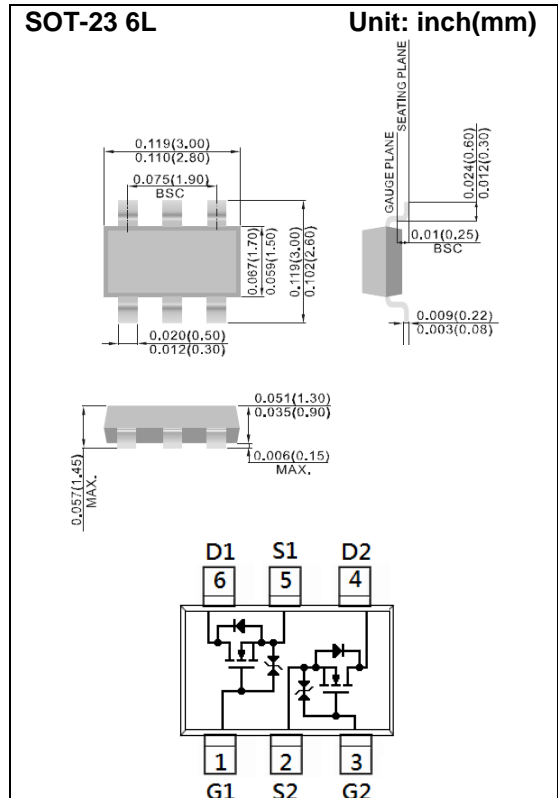 SOT-23 6L Unit: inch(mm)
SEATING PLANE
GAUGE PLANE
0.119(3.00)
0.110(2.80)
0.075(1.90)
BSC
0.067(1.70)
0.059(1.50)
0.119(3.00)
0.102(2.60)
0.024(0.60)
0.012(0.30)
0.01(0.25)
BSC
0.020(0.50)
0.012(0.30)
0.009(0.22)
0.003(0.08)
0.051(1.30)
0.035(0.90)
0.006(0.15)
MAX.
0.057(1.45)
MAX.
D1 S1 D2
6 5 4
1 2 3
G1 S2 G2